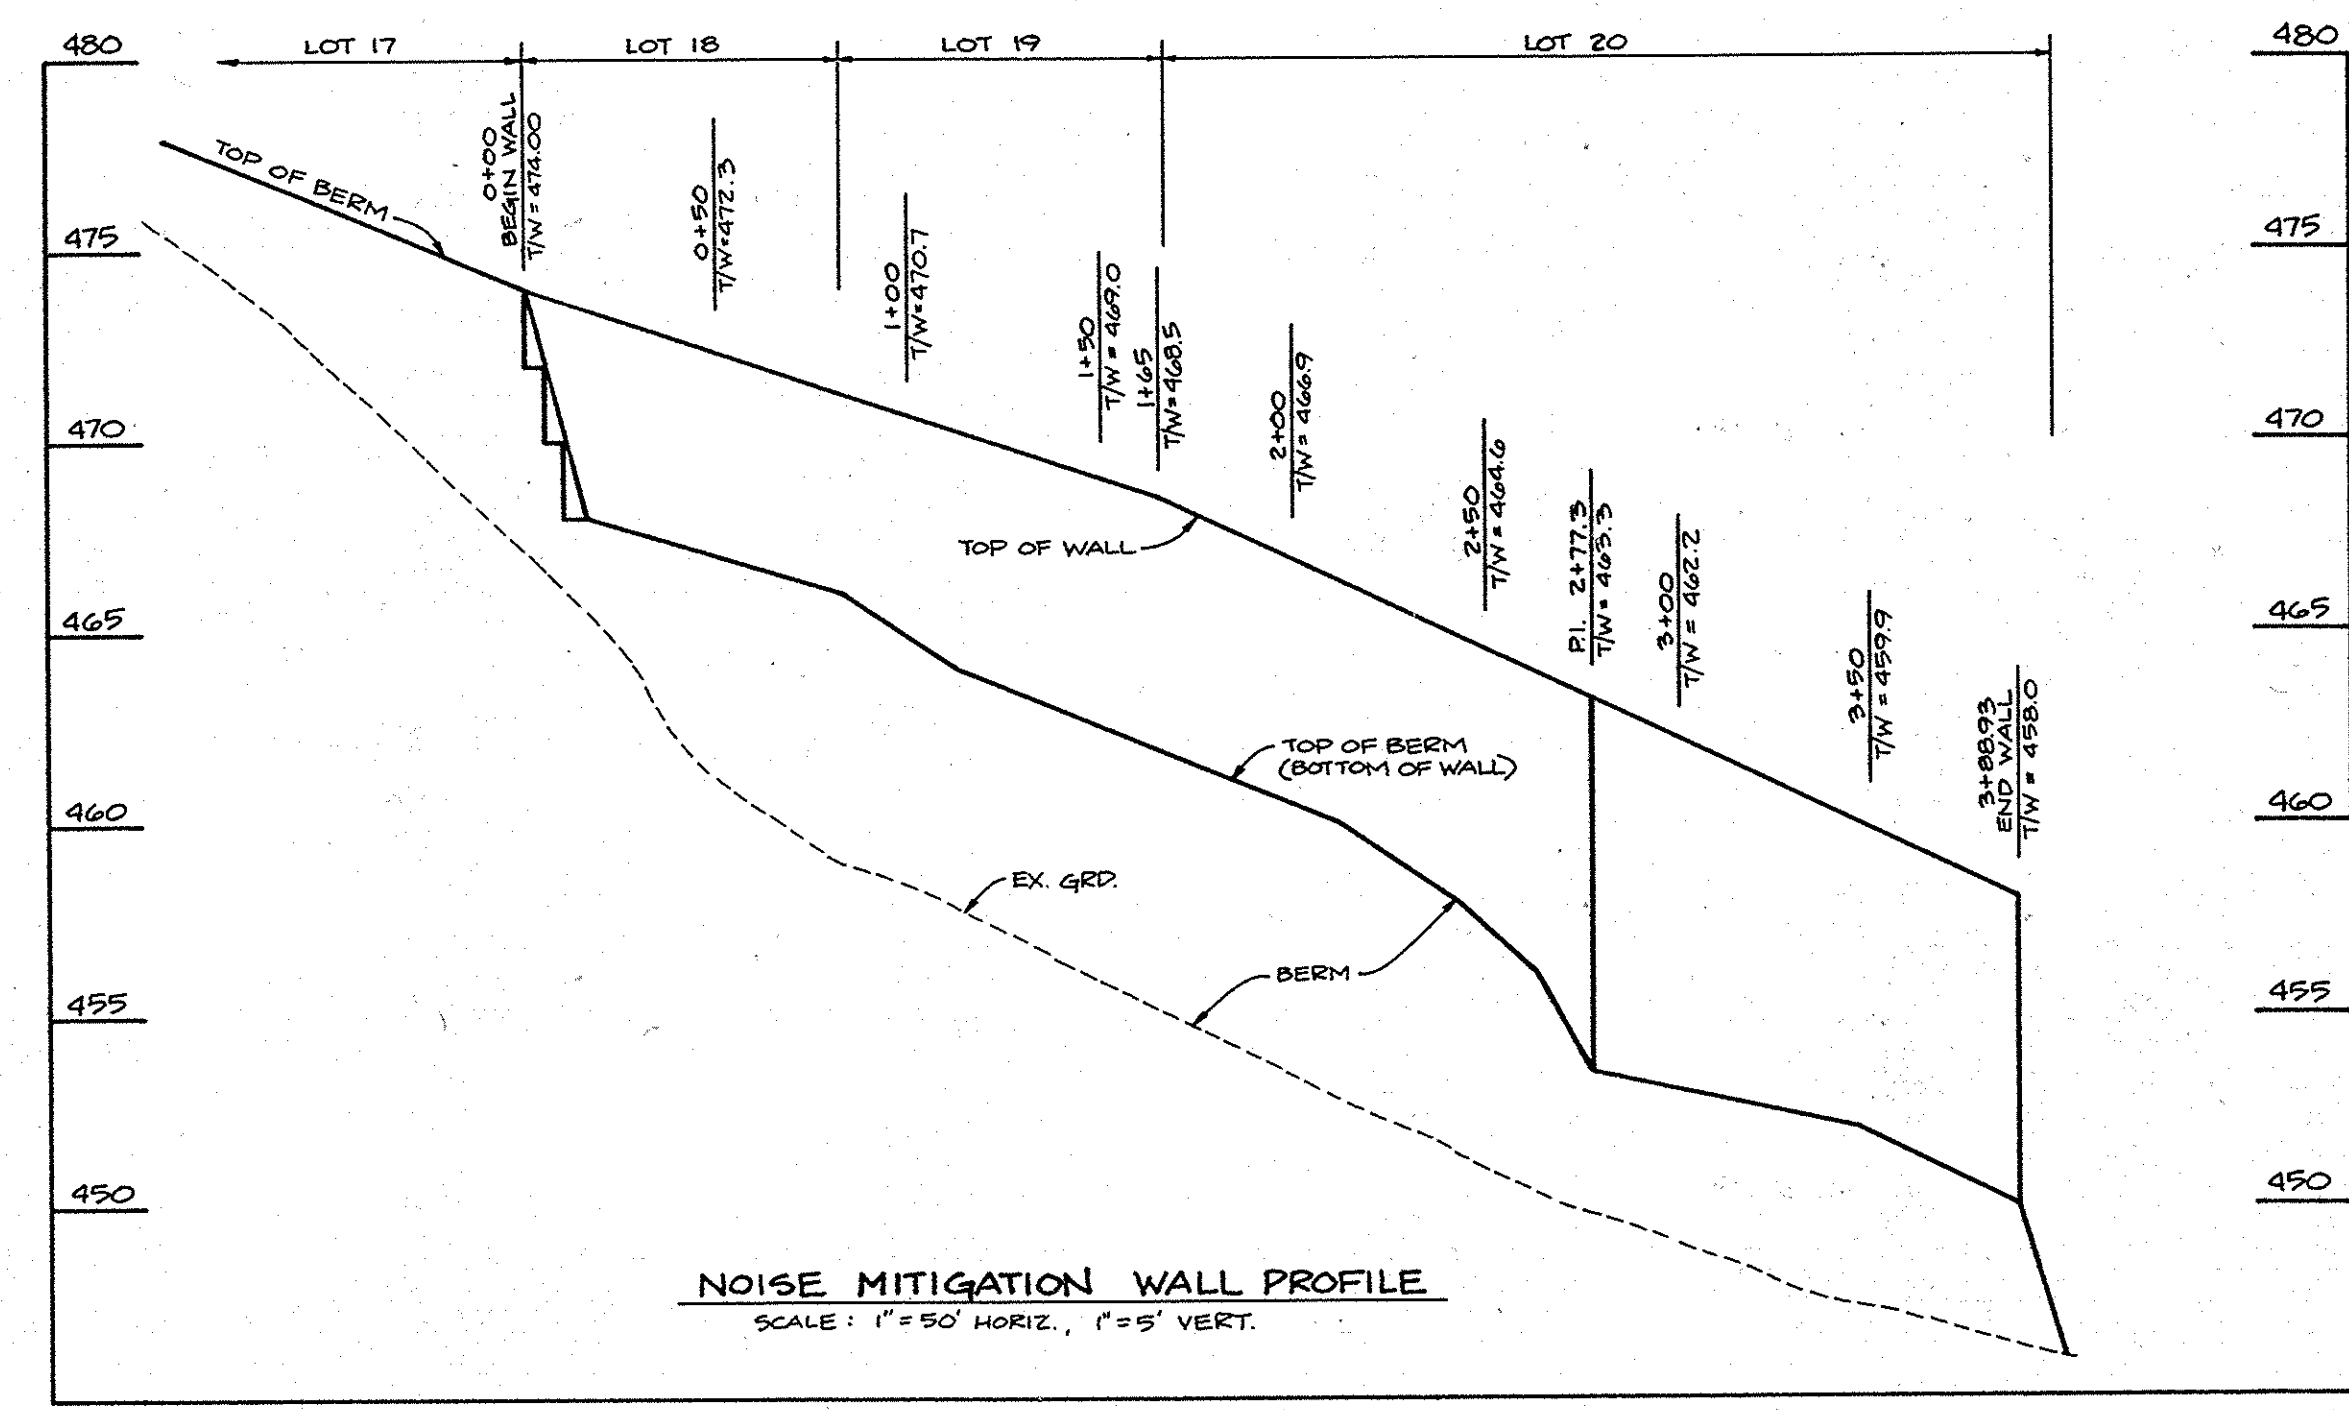 480
LOT 17
LOT 18
LOT 19
LOT 20
480
TOP OF BERM
0+00
BEGIN WALL
T/W = 474.00
0+50
T/W=472.3
1+00
T/W=470.7
1+50
T/W = 469.0
1+65
T/W=468.5
2+00
T/W = 466.9
2+50
T/W = 464.6
P.I. 2+77.3
T/W = 463.3
3+00
T/W = 462.2
3+50
T/W = 459.9
3+88.93
END WALL
T/W = 458.0
475
475
470
470
TOP OF WALL
465
465
TOP OF BERM
(BOTTOM OF WALL)
460
460
EX. GRD.
BERM
455
455
450
450
NOISE MITIGATION WALL PROFILE
SCALE : 1" = 50' HORIZ., 1" = 5' VERT.